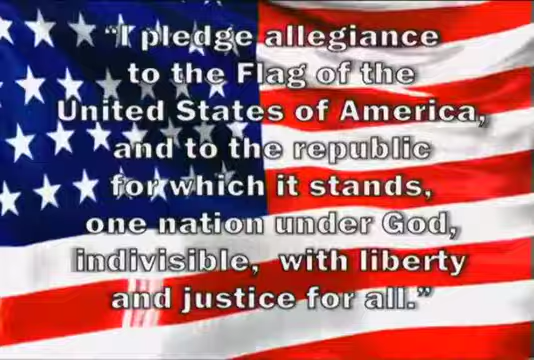 “I pledge allegiance
to the Flag of the
United States of America,
and to the republic
for which it stands,
one nation under God,
indivisible, with liberty
and justice for all.”